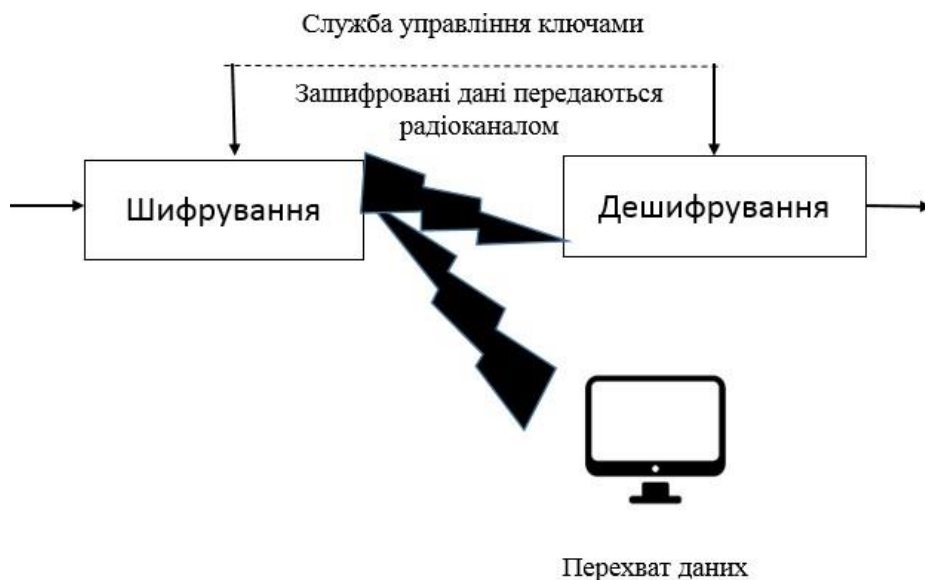 Служба управління ключами
Зашифровані дані передаються
радіоканалом
Шифрування
Дешифрування
Перехват даних